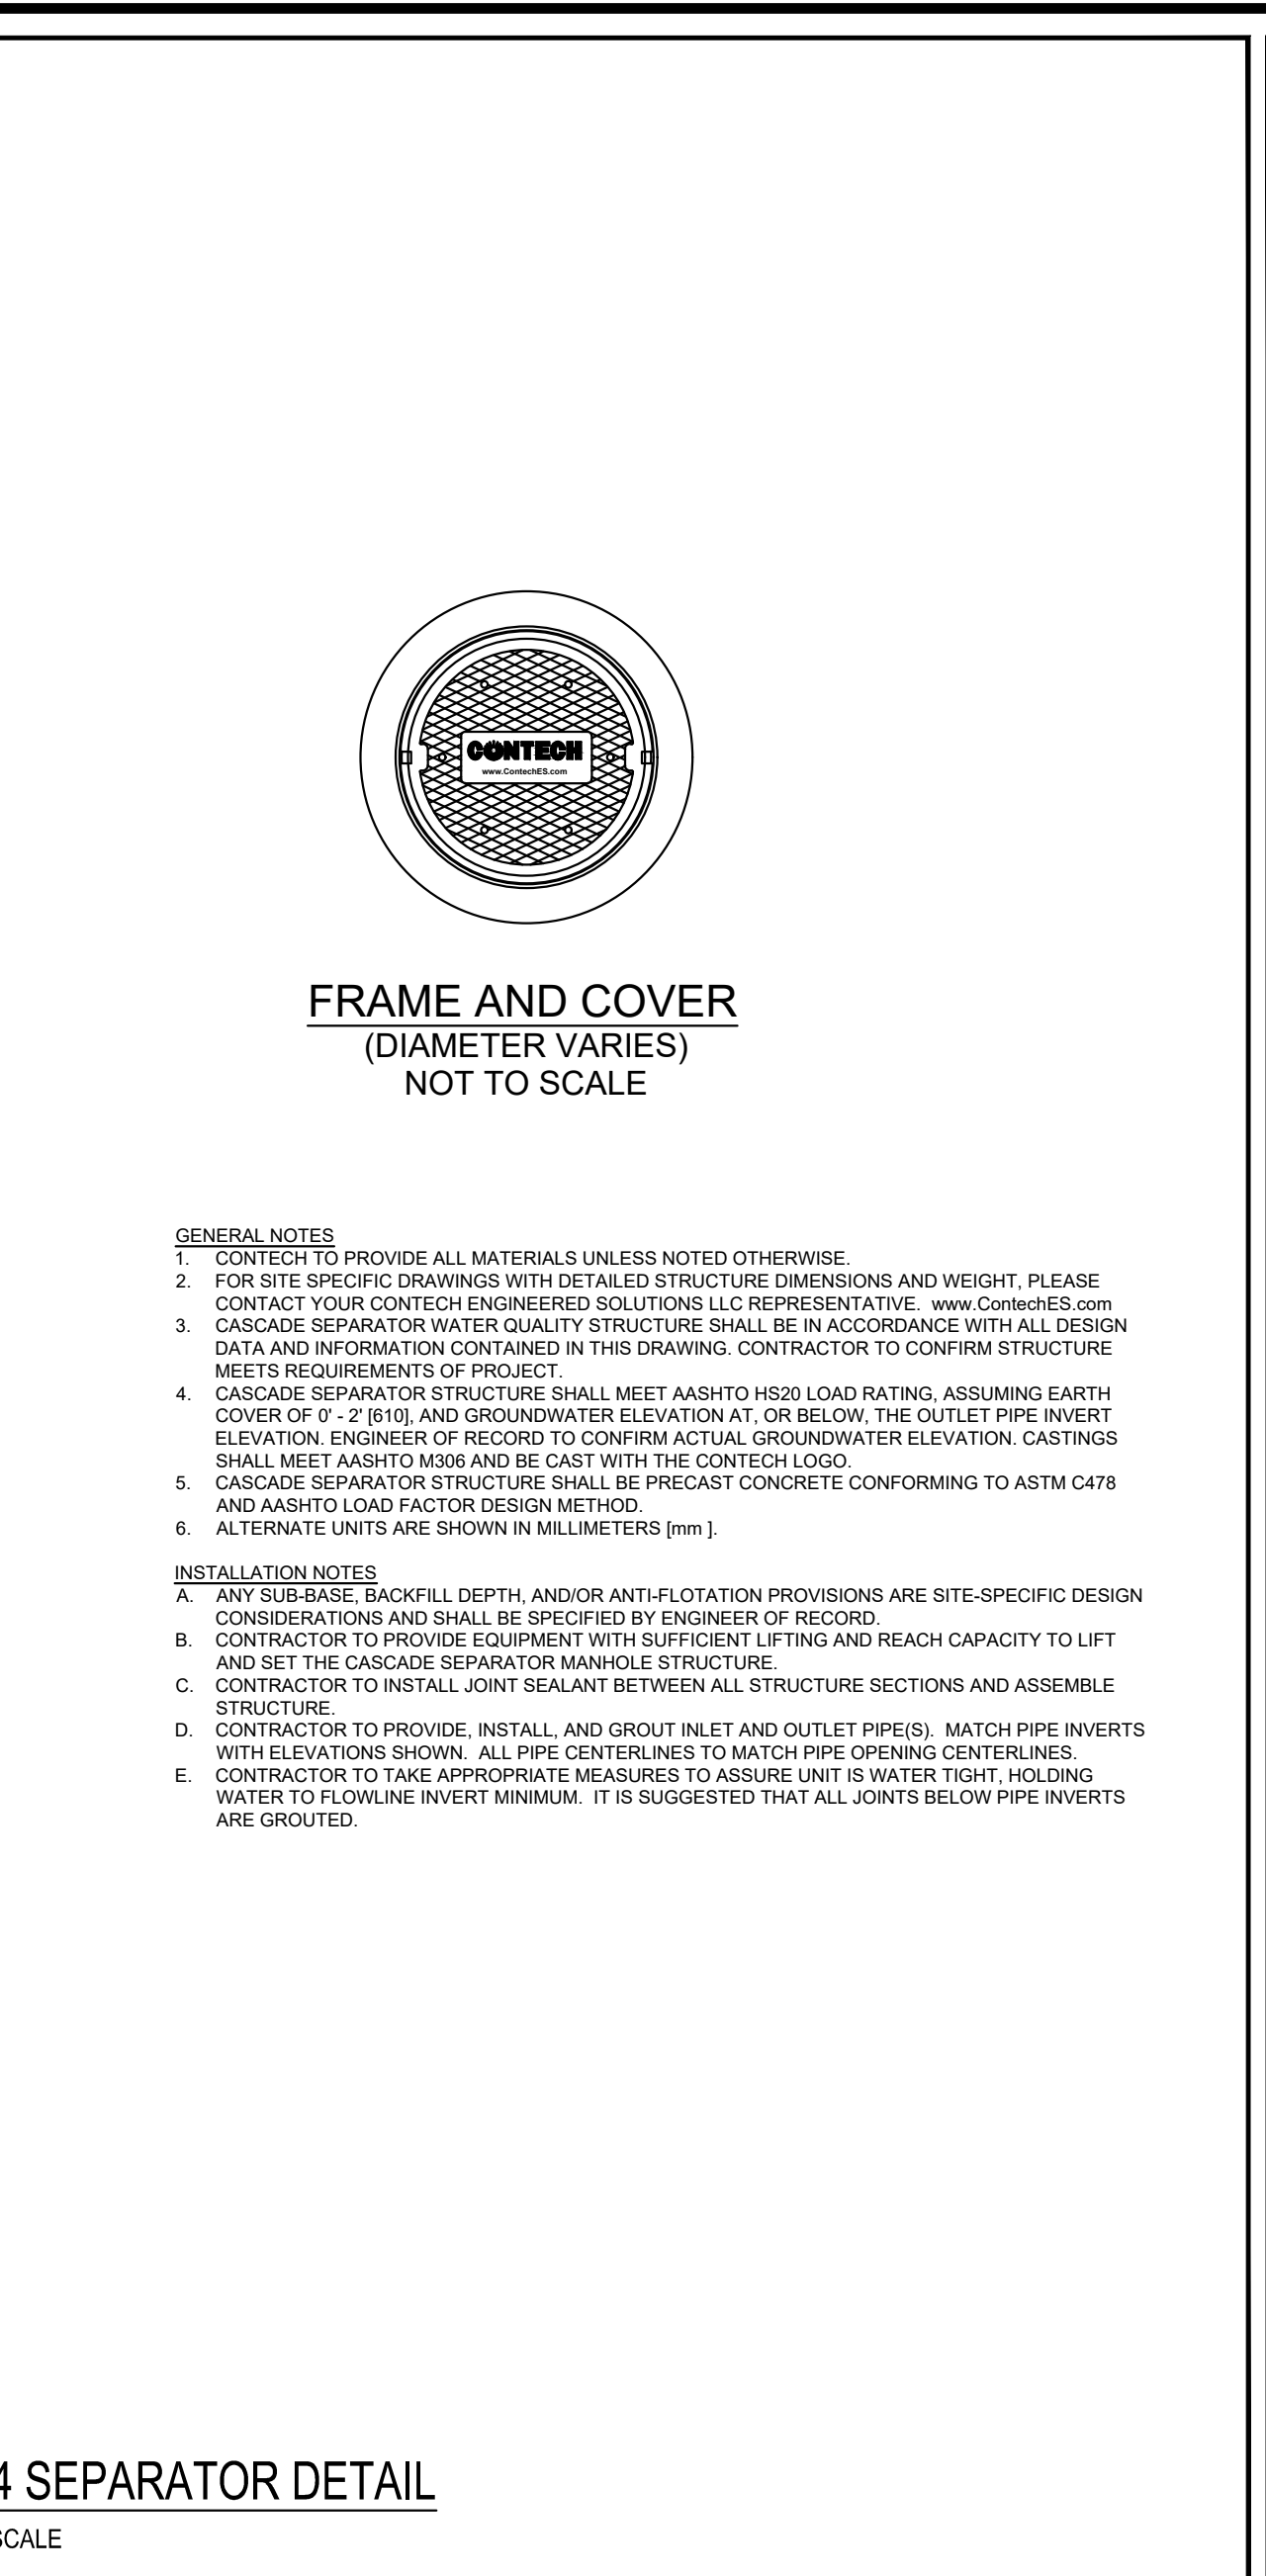 CONTECH
www.ContechES.com
FRAME AND COVER
(DIAMETER VARIES)
NOT TO SCALE
GENERAL NOTES
1. CONTECH TO PROVIDE ALL MATERIALS UNLESS NOTED OTHERWISE.
2. FOR SITE SPECIFIC DRAWINGS WITH DETAILED STRUCTURE DIMENSIONS AND WEIGHT, PLEASE
CONTACT YOUR CONTECH ENGINEERED SOLUTIONS LLC REPRESENTATIVE. www.ContechES.com
3. CASCADE SEPARATOR WATER QUALITY STRUCTURE SHALL BE IN ACCORDANCE WITH ALL DESIGN
DATA AND INFORMATION CONTAINED IN THIS DRAWING. CONTRACTOR TO CONFIRM STRUCTURE
MEETS REQUIREMENTS OF PROJECT.
4. CASCADE SEPARATOR STRUCTURE SHALL MEET AASHTO HS20 LOAD RATING, ASSUMING EARTH
COVER OF 0' - 2' [610], AND GROUNDWATER ELEVATION AT, OR BELOW, THE OUTLET PIPE INVERT
ELEVATION. ENGINEER OF RECORD TO CONFIRM ACTUAL GROUNDWATER ELEVATION. CASTINGS
SHALL MEET AASHTO M306 AND BE CAST WITH THE CONTECH LOGO.
5. CASCADE SEPARATOR STRUCTURE SHALL BE PRECAST CONCRETE CONFORMING TO ASTM C478
AND AASHTO LOAD FACTOR DESIGN METHOD.
6. ALTERNATE UNITS ARE SHOWN IN MILLIMETERS [mm ].
INSTALLATION NOTES
A. ANY SUB-BASE, BACKFILL DEPTH, AND/OR ANTI-FLOTATION PROVISIONS ARE SITE-SPECIFIC DESIGN
CONSIDERATIONS AND SHALL BE SPECIFIED BY ENGINEER OF RECORD.
B. CONTRACTOR TO PROVIDE EQUIPMENT WITH SUFFICIENT LIFTING AND REACH CAPACITY TO LIFT
AND SET THE CASCADE SEPARATOR MANHOLE STRUCTURE.
C. CONTRACTOR TO INSTALL JOINT SEALANT BETWEEN ALL STRUCTURE SECTIONS AND ASSEMBLE
STRUCTURE.
D. CONTRACTOR TO PROVIDE, INSTALL, AND GROUT INLET AND OUTLET PIPE(S). MATCH PIPE INVERTS
WITH ELEVATIONS SHOWN. ALL PIPE CENTERLINES TO MATCH PIPE OPENING CENTERLINES.
E. CONTRACTOR TO TAKE APPROPRIATE MEASURES TO ASSURE UNIT IS WATER TIGHT, HOLDING
WATER TO FLOWLINE INVERT MINIMUM. IT IS SUGGESTED THAT ALL JOINTS BELOW PIPE INVERTS
ARE GROUTED.
4 SEPARATOR DETAIL
SCALE